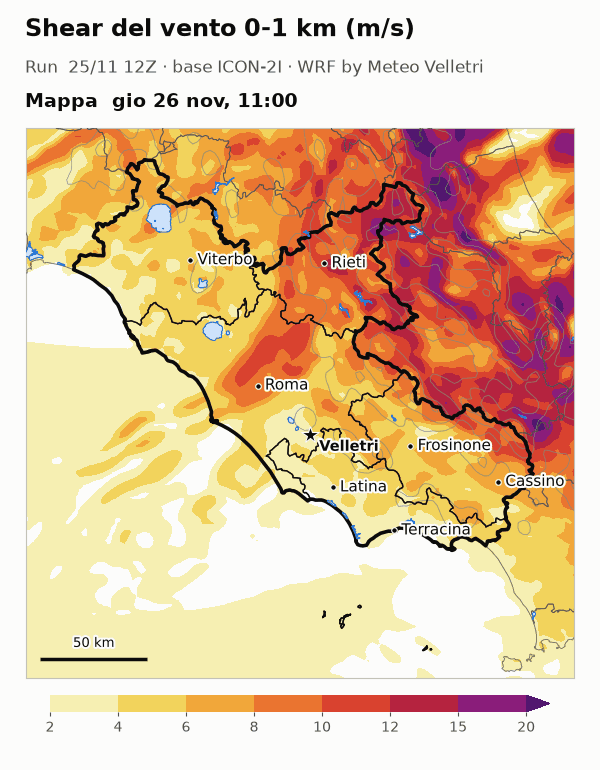 Shear del vento 0-1 km (m/s)
Run  25/11 12Z · base ICON-2I · WRF by Meteo Velletri
Mappa  gio 26 nov, 11:00
Viterbo
Rieti
Roma
Velletri
Frosinone
Cassino
Latina
Terracina
50 km
2 4 6 8 10 12 15 20